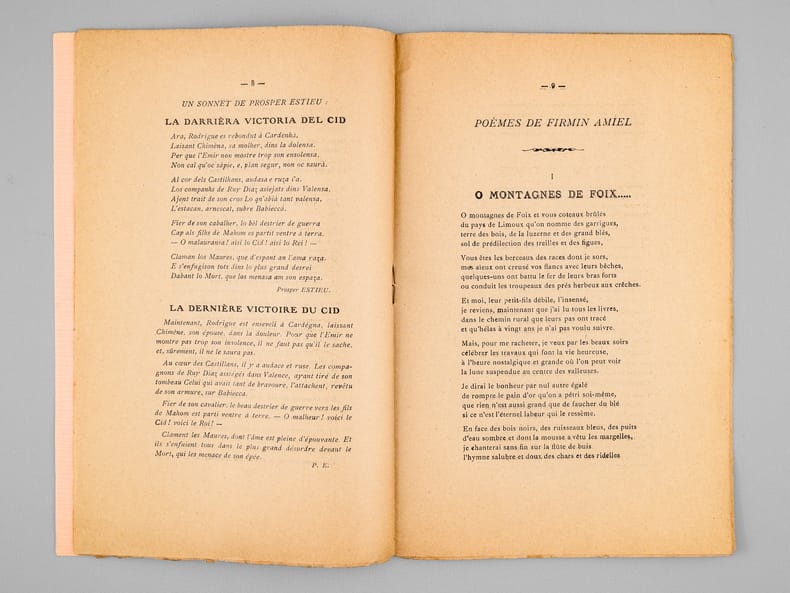 — 8 —
UN SONNET DE PROSPER ESTIEU :
LA DARRIÈRA VICTORIA DEL CID
Ara, Rodrigue es rebondut à Cardenhà,
Laisant Chimèna, sa molher, dins la dolensa.
Per que l'Emir non mostre trop son ensolensa,
Non cal qu'oc sápie, e, plan segur, non oc saurá.
Al cor dels Castilhans, audasa e ruza i'a.
Los companhs de Ruy Diaz asiejats dins Valensa,
Ajent trait de son cros Lo qu'abiá tant valensa,
L'estacan, arnescat, subre Babieccá.
Fier de son cabalher, lo bèl destrier de guerra
Cap als filhs de Mahom es partit ventre à terra.
— O malauransa ! aisi lo Cid ! aisi lo Rei ! —
Claman los Maures, que d'espant an l'ama raza.
E s'enfugison tots dins lo plus grand desrei
Dabant lo Mort, que las menasa am son espaza.
Prosper ESTIEU.
LA DERNIÈRE VICTOIRE DU CID
Maintenant, Rodrigue est enseveli à Cardégna, laissant
Chimène, son épouse, dans la douleur. Pour que l'Emir ne
montre pas trop son insolence, il ne faut pas qu'il le sache,
et, sûrement, il ne le saura pas.
Au cœur des Castillans, il y a audace et ruse. Les compa-
gnons de Ruy Diaz assiégés dans Valence, ayant tiré de son
tombeau Celui qui avait tant de bravoure, l'attachent, revêtu
de son armure, sur Babiecca.
Fier de son cavalier, le beau destrier de guerre vers les fils
de Mahom est parti ventre à terre. — O malheur ! voici le
Cid ! voici le Roi ! —
Clament les Maures, dont l'âme est pleine d'épouvante. Et
ils s'enfuient tous dans le plus grand désordre devant le
Mort, qui les menace de son épée.
P. E.
— 9 —
POÈMES DE FIRMIN AMIEL
I
O MONTAGNES DE FOIX.....
O montagnes de Foix et vous coteaux brûlés
du pays de Limoux qu'on nomme des garrigues,
terre des bois, de la luzerne et des grands blés,
sol de prédilection des treilles et des figues,
Vous êtes les berceaux des races dont je sors,
mes aïeux ont creusé vos flancs avec leurs bèches,
quelques-uns ont battu le fer de leurs bras forts
ou conduit les troupeaux des prés herbeux aux crèches.
Et moi, leur petit-fils débile, l'insensé,
je reviens, maintenant que j'ai lu tous les livres,
dans le chemin rural que leurs pas ont tracé
et qu'hélas à vingt ans je n'ai pas voulu suivre.
Mais, pour me racheter, je veux par les beaux soirs
célébrer les travaux qui font la vie heureuse,
à l'heure nostalgique et grande où l'on peut voir
la lune suspendue au centre des valleuses.
Je dirai le bonheur par nul autre égalé
de rompre le pain d'or qu'on a pétri soi-même,
que rien n'est aussi grand que de faucher du blé
si ce n'est l'éternel labeur qui le ressème.
En face des bois noirs, des ruisseaux bleus, des puits
d'eau sombre et dont la mousse a vêtu les margelles,
je chanterai sans fin sur la flûte de buis
l'hymne salubre et doux des chars et des ridelles